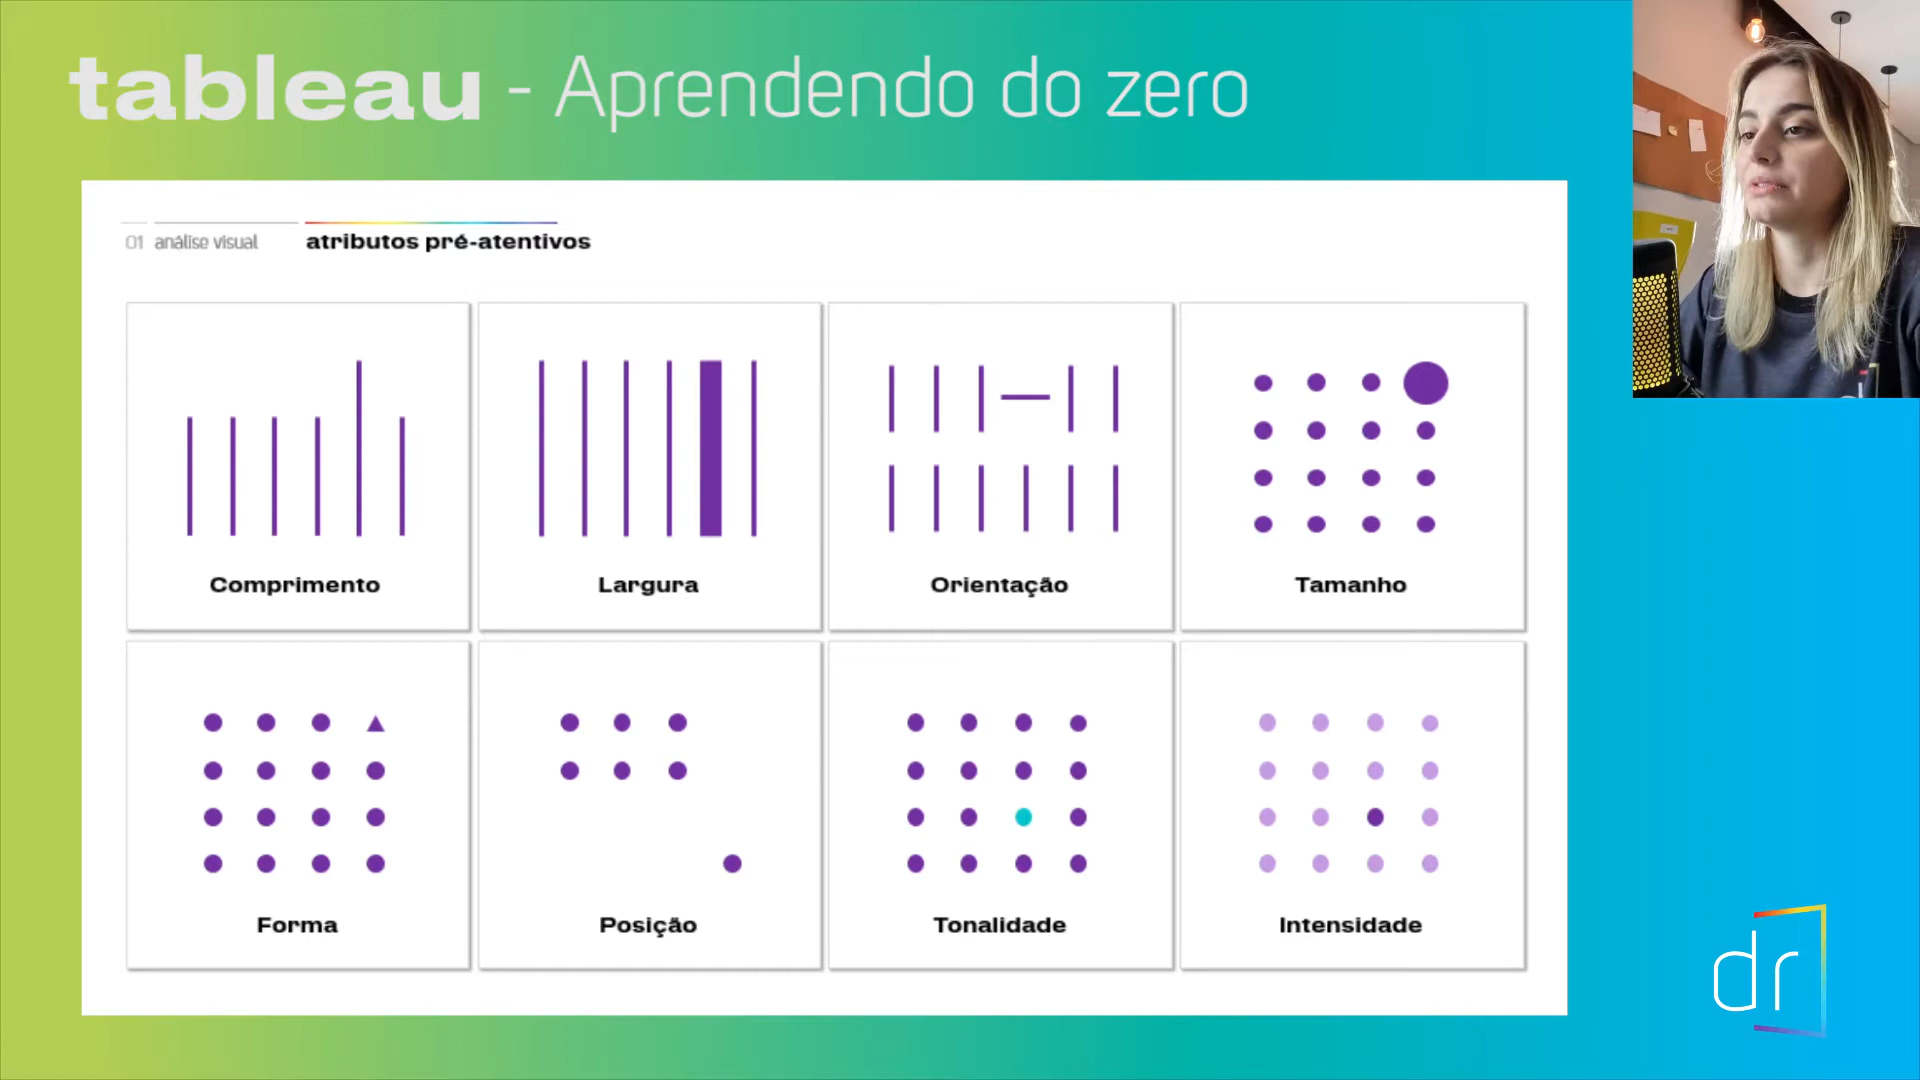 tableau - Aprendendo do zero
01 análise visual atributos pré-atentivos
Comprimento Largura Orientação Tamanho
Forma Posição Tonalidade Intensidade
dr